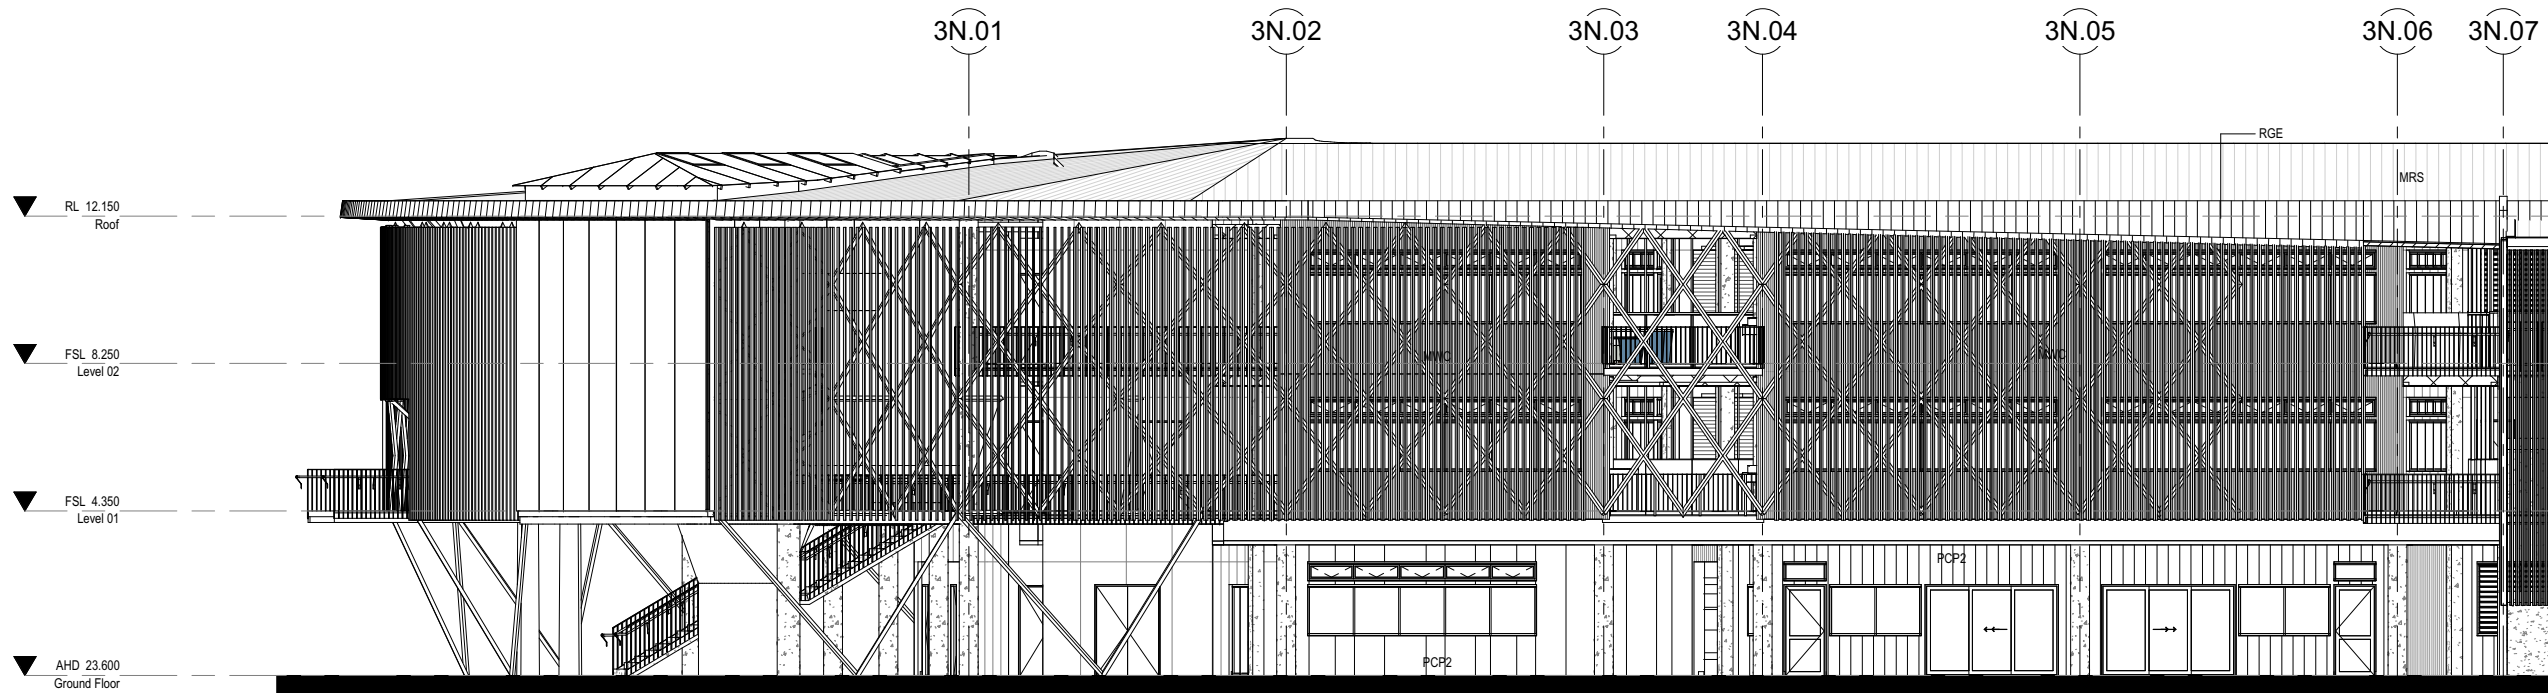 3N.01
3N.02
3N.03
3N.04
3N.05
3N.06
3N.07
RGE
MRS
RL 12.150
Roof
FSL 8.250
Level 02
MWC
MWC
FSL 4.350
Level 01
PCP2
PCP2
AHD 23.600
Ground Floor